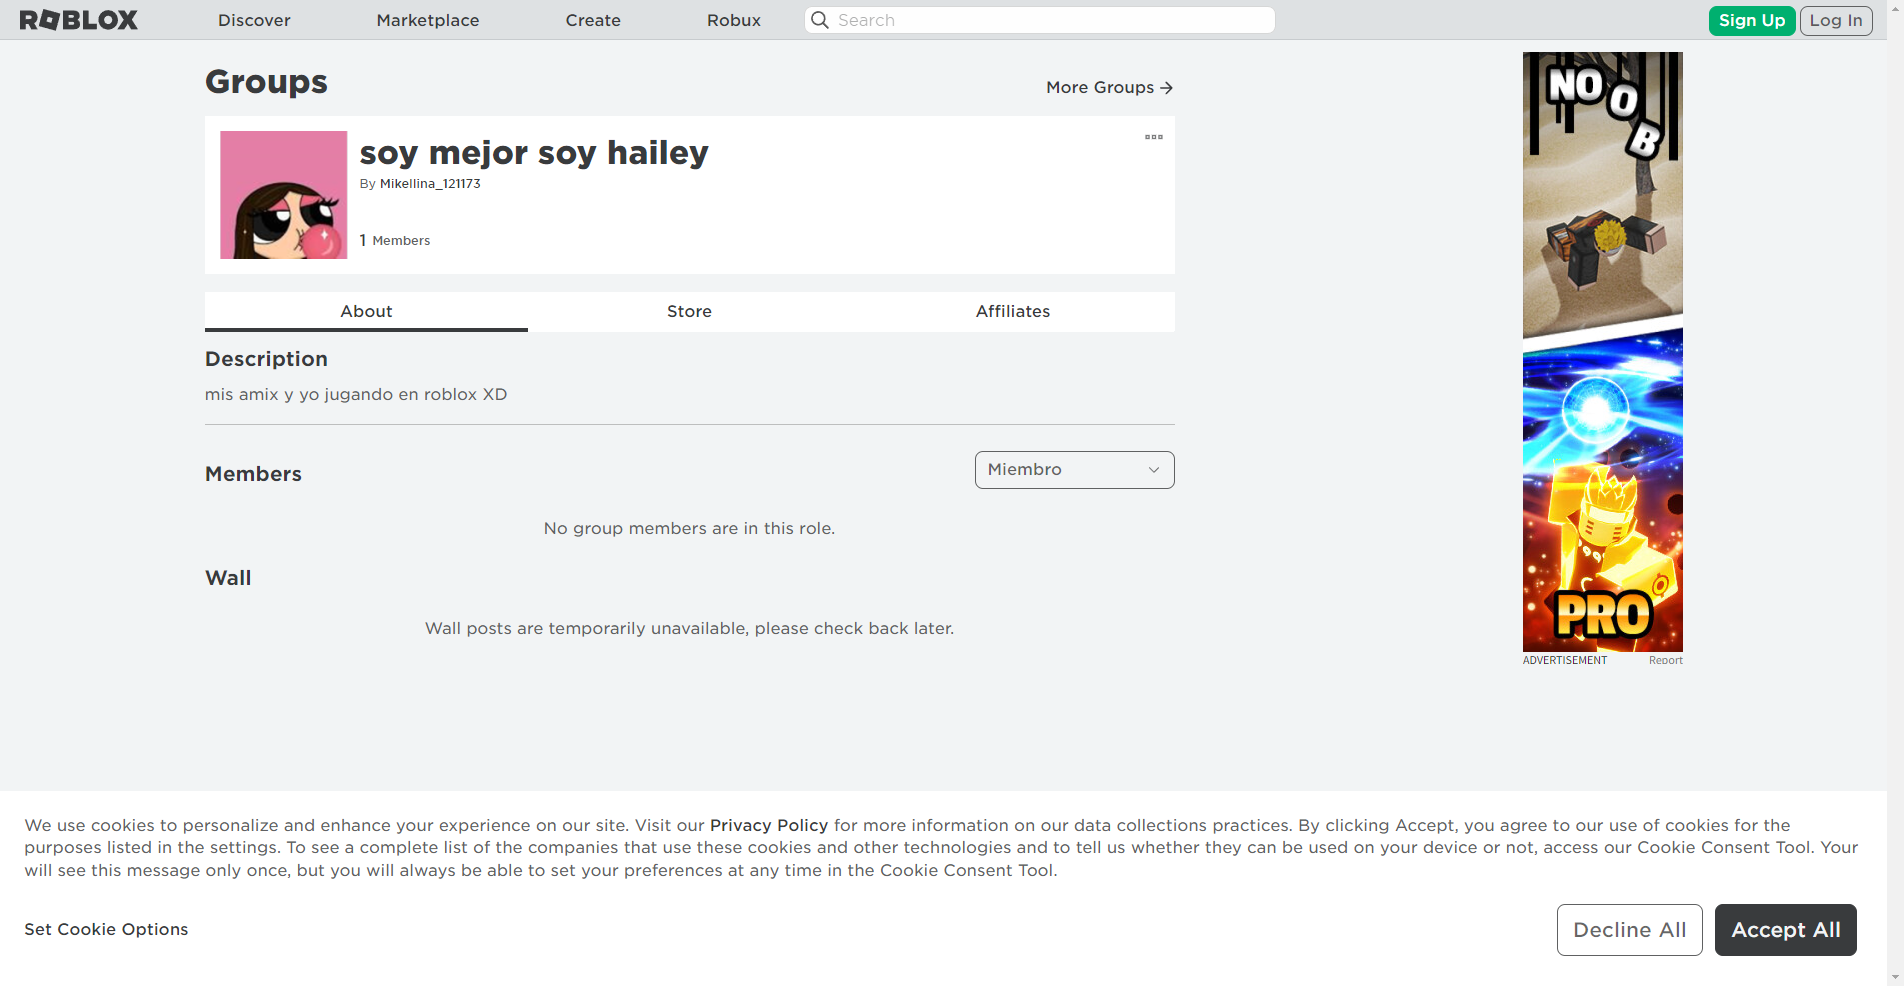 ROBLOX
Discover
Marketplace
Create
Robux
Search
Sign Up
Log In
Groups
More Groups
soy mejor soy hailey
By Mikellina_121173
1 Members
About
Store
Affiliates
Description
mis amix y yo jugando en roblox XD
Members
Miembro
No group members are in this role.
Wall
Wall posts are temporarily unavailable, please check back later.
NOOB
PRO
ADVERTISEMENT
Report
We use cookies to personalize and enhance your experience on our site. Visit our Privacy Policy for more information on our data collections practices. By clicking Accept, you agree to our use of cookies for the
purposes listed in the settings. To see a complete list of the companies that use these cookies and other technologies and to tell us whether they can be used on your device or not, access our Cookie Consent Tool. Your
will see this message only once, but you will always be able to set your preferences at any time in the Cookie Consent Tool.
Set Cookie Options
Decline All
Accept All